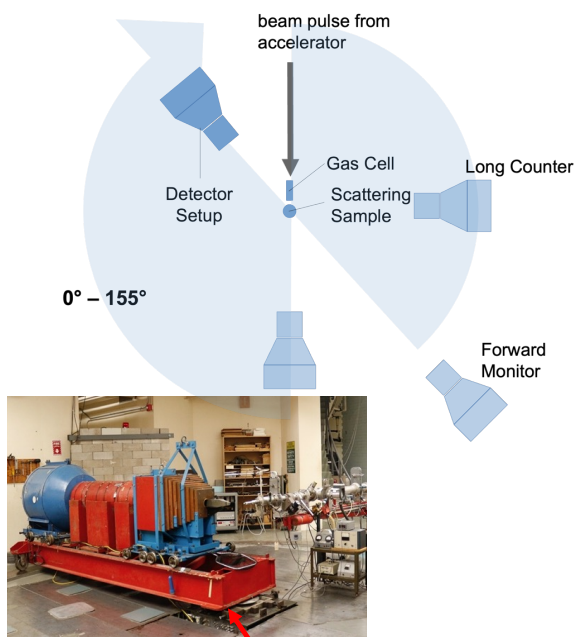 beam pulse from
accelerator
Gas Cell
Long Counter
Detector
Setup
Scattering
Sample
0° – 155°
Forward
Monitor